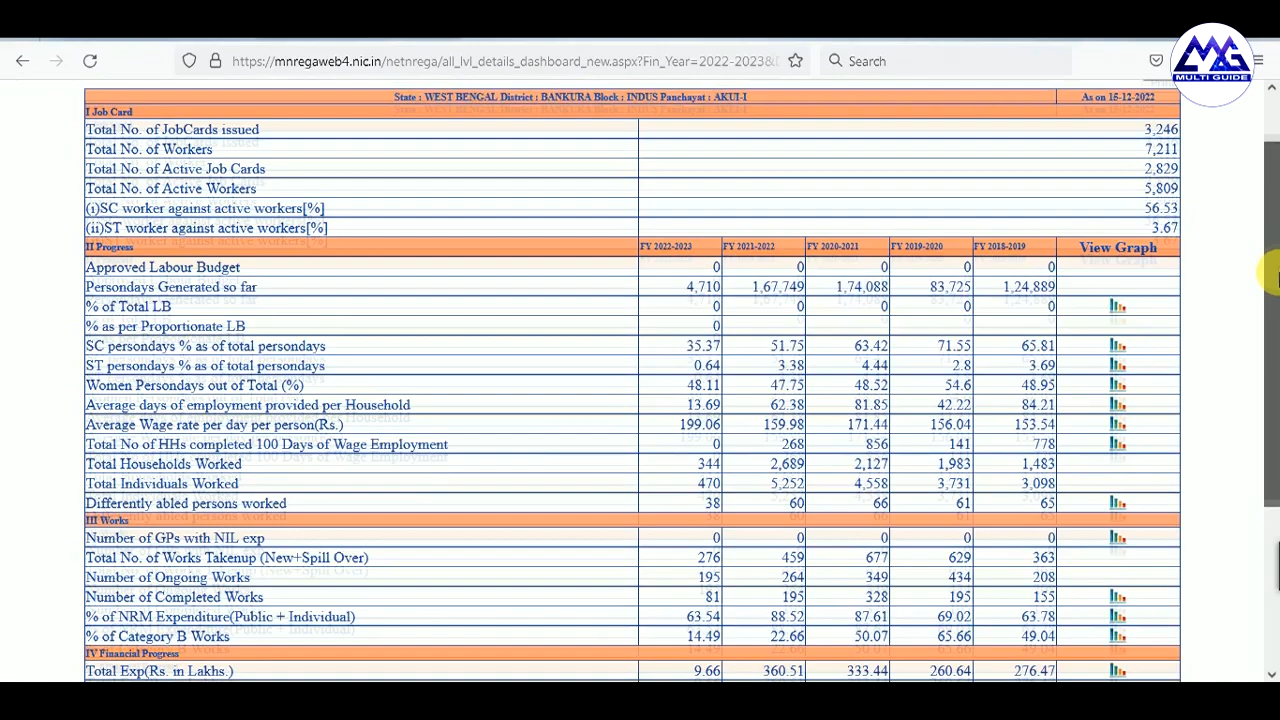 https://mnregaweb4.nic.in/netnrega/all_lvl_details_dashboard_new.aspx?Fin_Year=2022-2023&
Search
MULTI GUIDE
State : WEST BENGAL District : BANKURA Block : INDUS Panchayat : AKUI-I As on 15-12-2022
I Job Card
Total No. of JobCards issued 3,246
Total No. of Workers 7,211
Total No. of Active Job Cards 2,829
Total No. of Active Workers 5,809
(i)SC worker against active workers[%] 56.53
(ii)ST worker against active workers[%] 3.67
II Progress FY 2022-2023 FY 2021-2022 FY 2020-2021 FY 2019-2020 FY 2018-2019 View Graph
Approved Labour Budget 0 0 0 0 0
Persondays Generated so far 4,710 1,67,749 1,74,088 83,725 1,24,889
% of Total LB 0 0 0 0 0
% as per Proportionate LB 0
SC persondays % as of total persondays 35.37 51.75 63.42 71.55 65.81
ST persondays % as of total persondays 0.64 3.38 4.44 2.8 3.69
Women Persondays out of Total (%) 48.11 47.75 48.52 54.6 48.95
Average days of employment provided per Household 13.69 62.38 81.85 42.22 84.21
Average Wage rate per day per person(Rs.) 199.06 159.98 171.44 156.04 153.54
Total No of HHs completed 100 Days of Wage Employment 0 268 856 141 778
Total Households Worked 344 2,689 2,127 1,983 1,483
Total Individuals Worked 470 5,252 4,558 3,731 3,098
Differently abled persons worked 38 60 66 61 65
III Works
Number of GPs with NIL exp 0 0 0 0 0
Total No. of Works Takenup (New+Spill Over) 276 459 677 629 363
Number of Ongoing Works 195 264 349 434 208
Number of Completed Works 81 195 328 195 155
% of NRM Expenditure(Public + Individual) 63.54 88.52 87.61 69.02 63.78
% of Category B Works 14.49 22.66 50.07 65.66 49.04
IV Financial Progress
Total Exp(Rs. in Lakhs.) 9.66 360.51 333.44 260.64 276.47